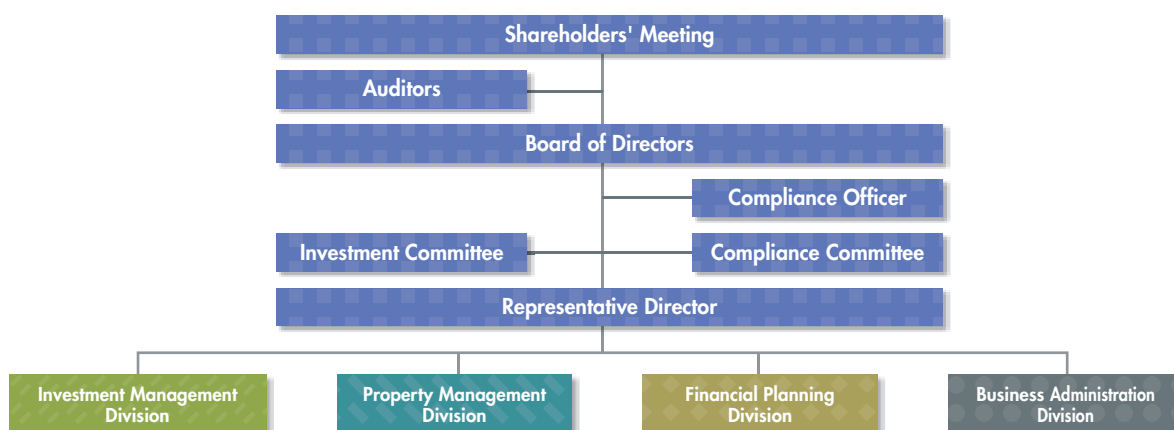 Shareholders' Meeting
Auditors
Board of Directors
Compliance Officer
Investment Committee
Compliance Committee
Representative Director
Investment Management
Division
Property Management
Division
Financial Planning
Division
Business Administration
Division